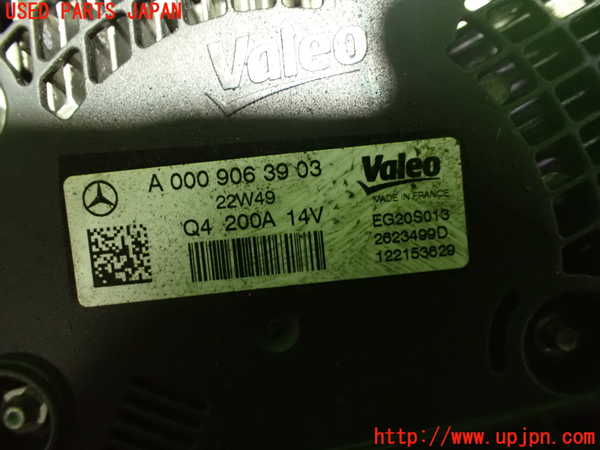 USED PARTS JAPAN
Valeo
A 000 906 39 03
22W49
Q4 200A 14V
Valeo
MADE IN FRANCE
EG20S013
2623499D
122153629
http://www.upjpn.com/